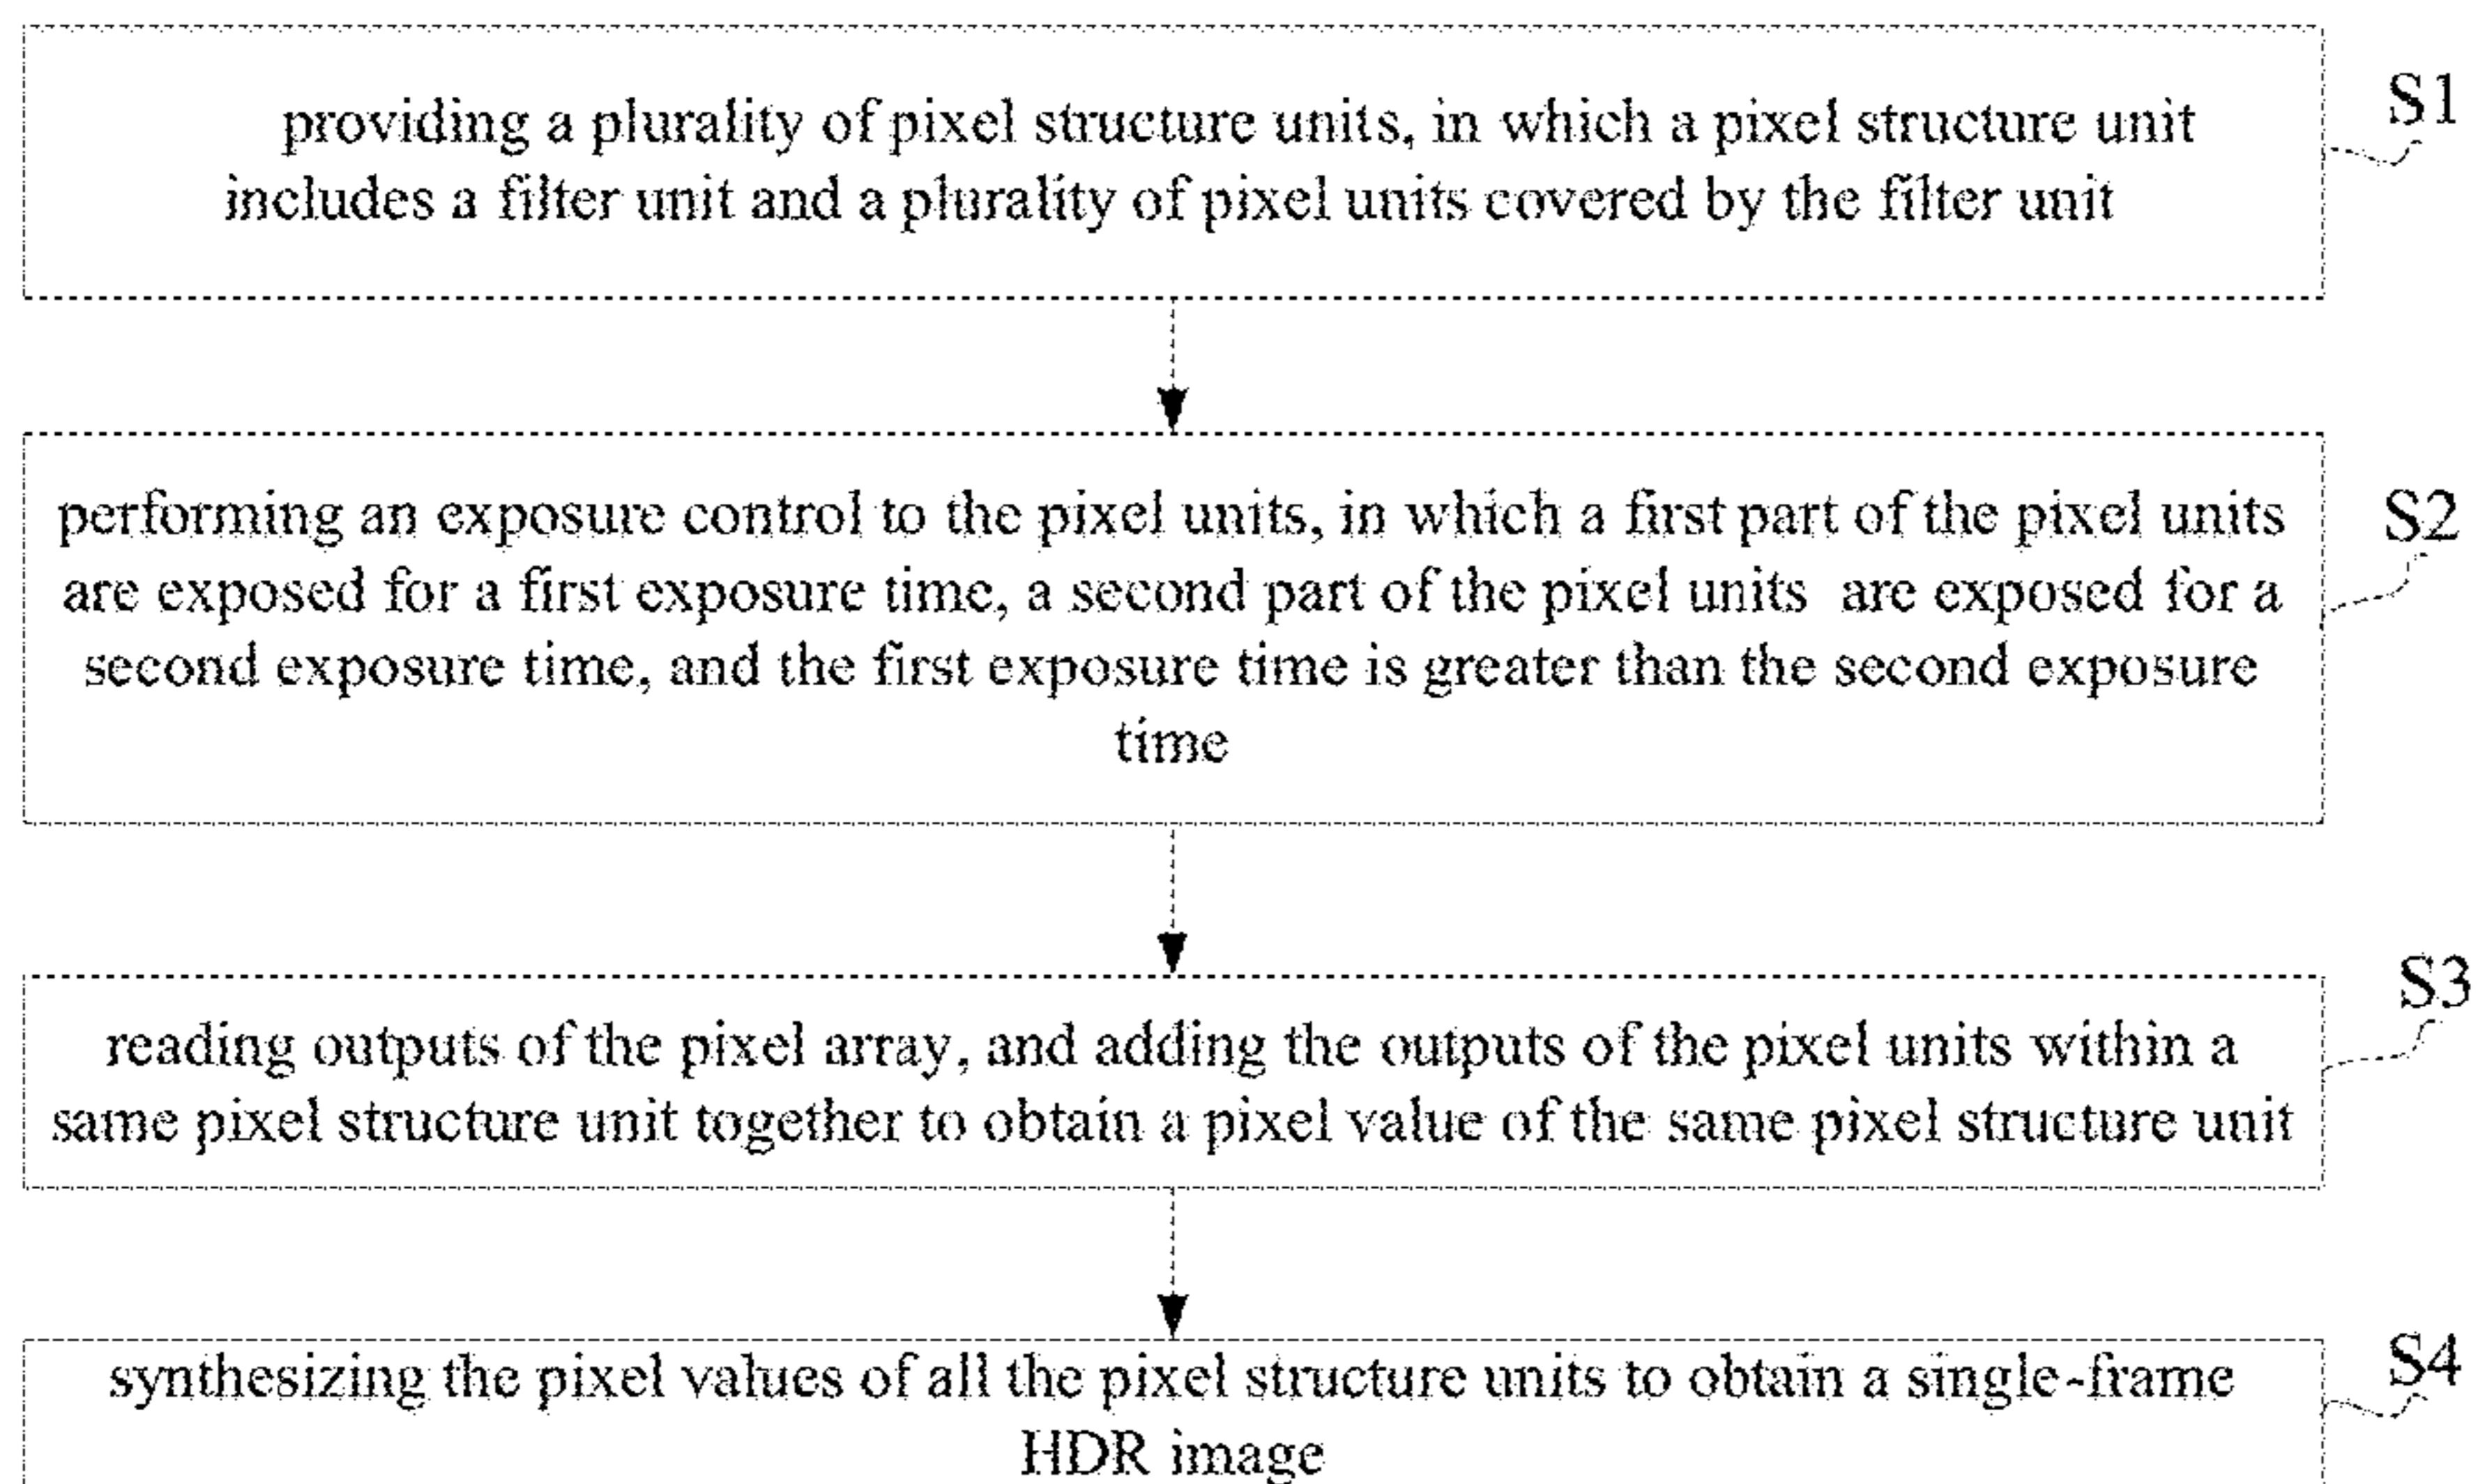 providing a plurality of pixel structure units, in which a pixel structure unit
includes a filter unit and a plurality of pixel units covered by the filter unit
S1
performing an exposure control to the pixel units, in which a first part of the pixel units
are exposed for a first exposure time, a second part of the pixel units are exposed for a
second exposure time, and the first exposure time is greater than the second exposure
time
S2
reading outputs of the pixel array, and adding the outputs of the pixel units within a
same pixel structure unit together to obtain a pixel value of the same pixel structure unit
S3
synthesizing the pixel values of all the pixel structure units to obtain a single-frame
HDR image
S4